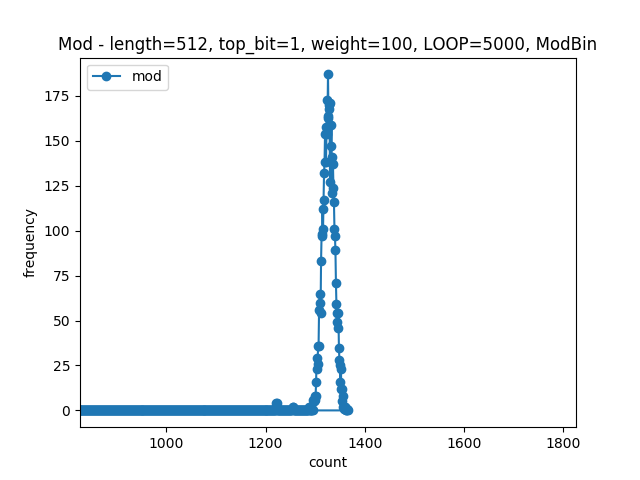 Mod - length=512, top_bit=1, weight=100, LOOP=5000, ModBin
mod
175
150
125
100
75
50
25
0
frequency
1000 1200 1400 1600 1800
count